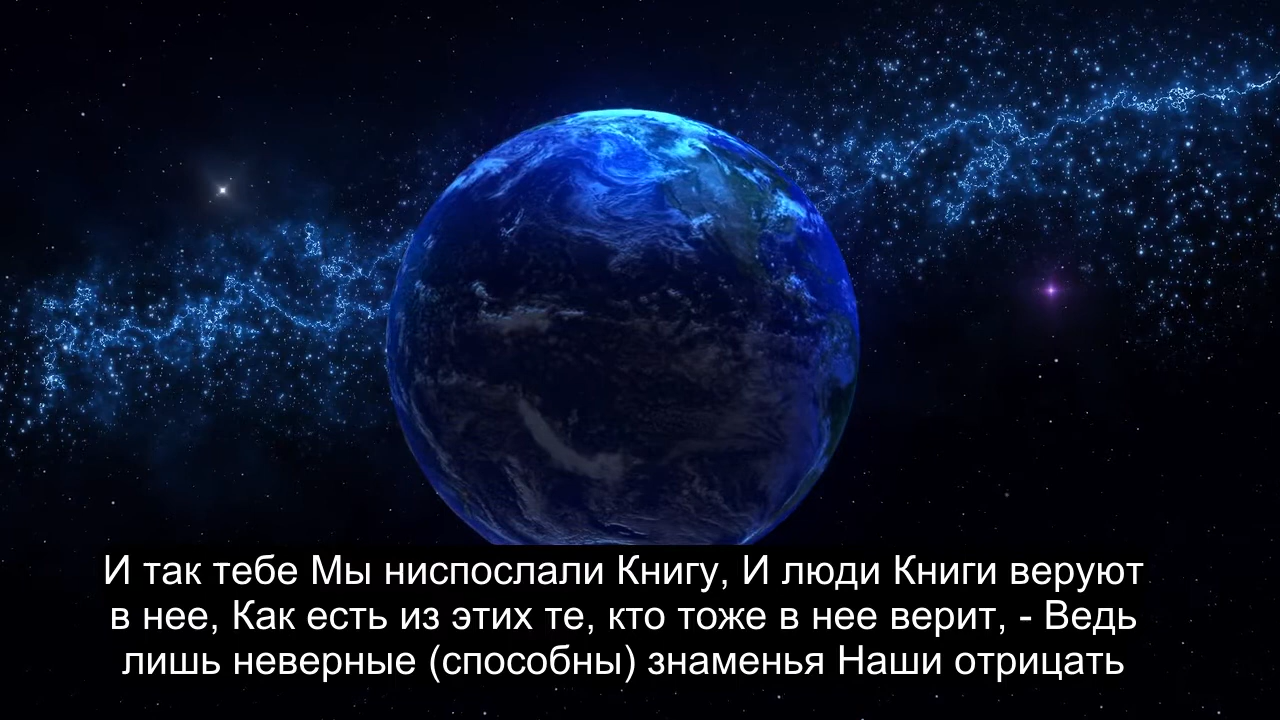 И так тебе Мы ниспослали Книгу, И люди Книги веруют
в нее, Как есть из этих те, кто тоже в нее верит, - Ведь
лишь неверные (способны) знаменья Наши отрицать